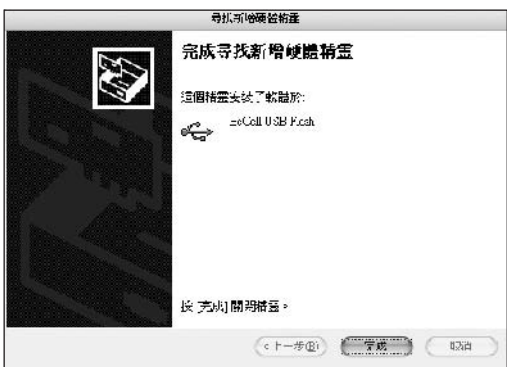 尋找新增硬體精靈
完成尋找新增硬體精靈
這個精靈安裝了軟體於:
USB
按 [完成] 關閉精靈。
< 上一步(B)
完成
取消